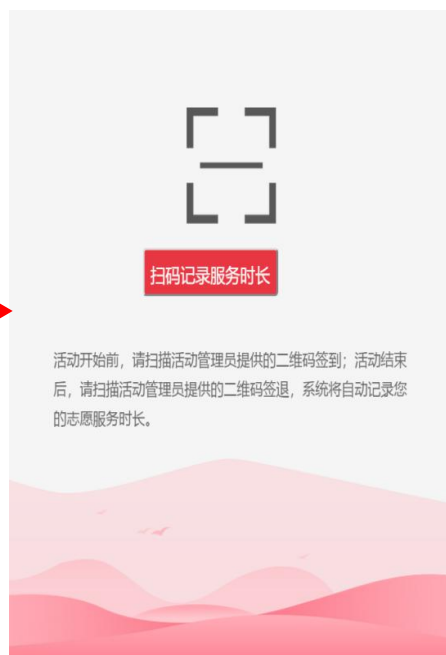 扫码记录服务时长
活动开始前，请扫描活动管理员提供的二维码签到；活动结束
后，请扫描活动管理员提供的二维码签退，系统将自动记录您
的志愿服务时长。